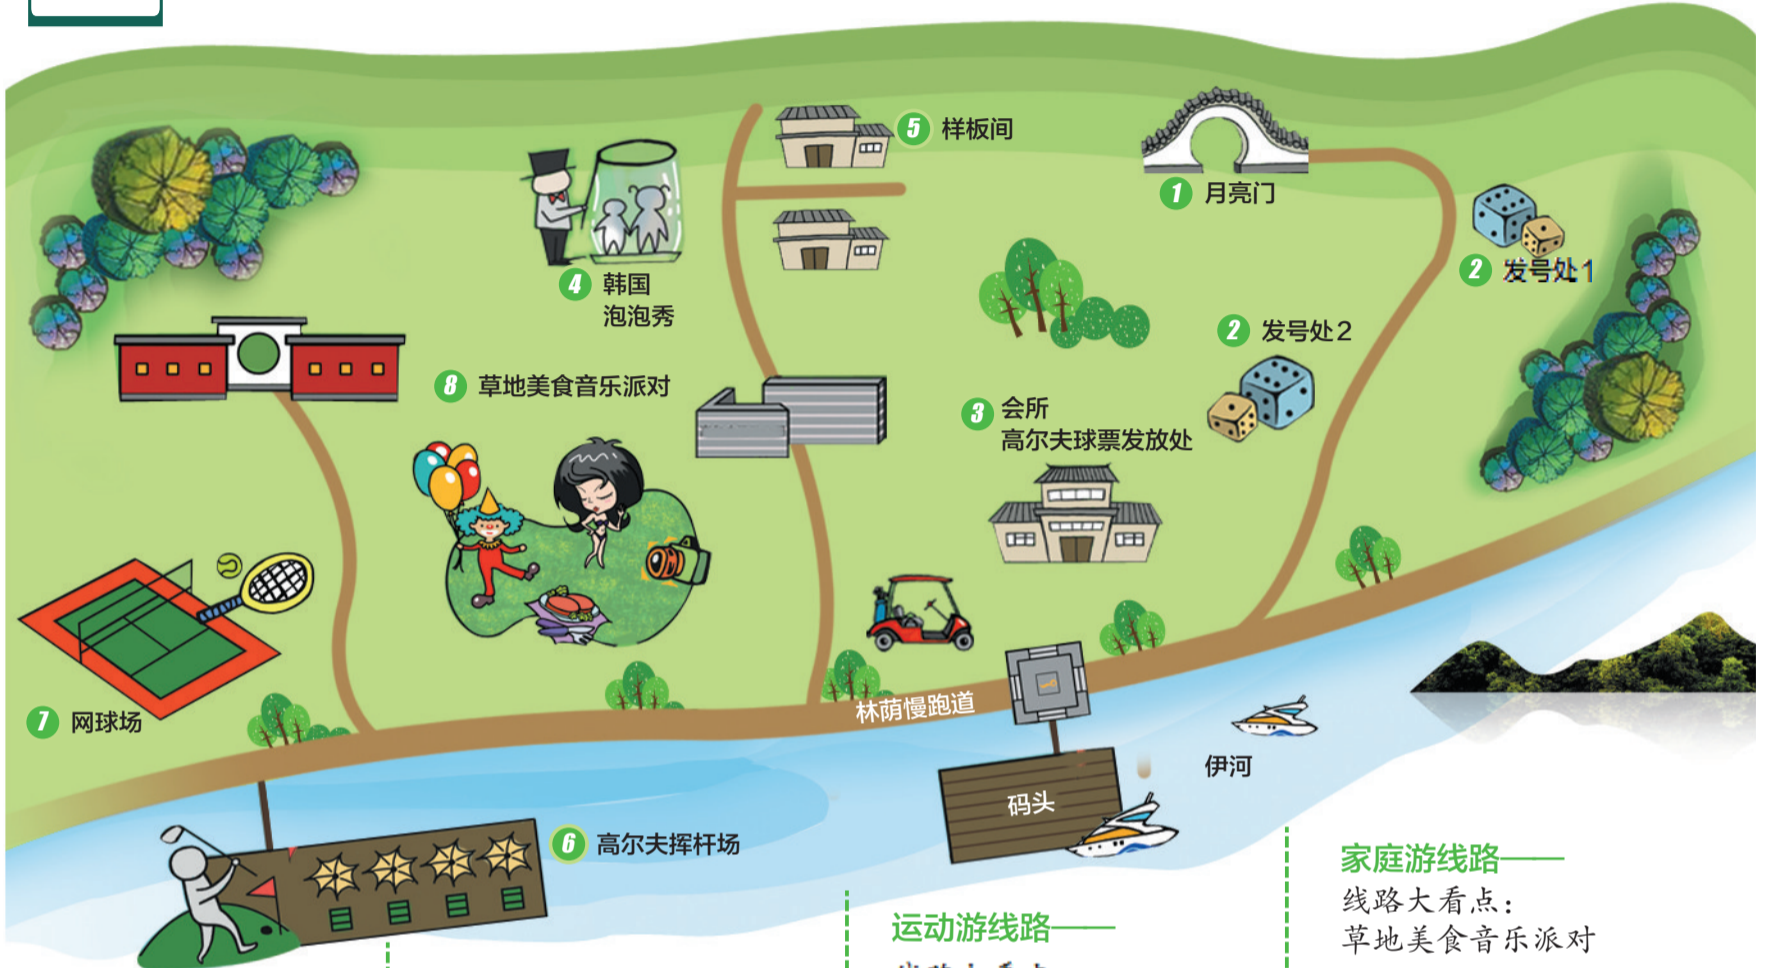 5 样板间
1 月亮门
2 发号处1
4 韩国
泡泡秀
2 发号处2
8 草地美食音乐派对
3 会所
高尔夫球票发放处
7 网球场
林荫慢跑道
伊河
码头
6 高尔夫挥杆场
家庭游线路——
线路大看点：
草地美食音乐派对
运动游线路——